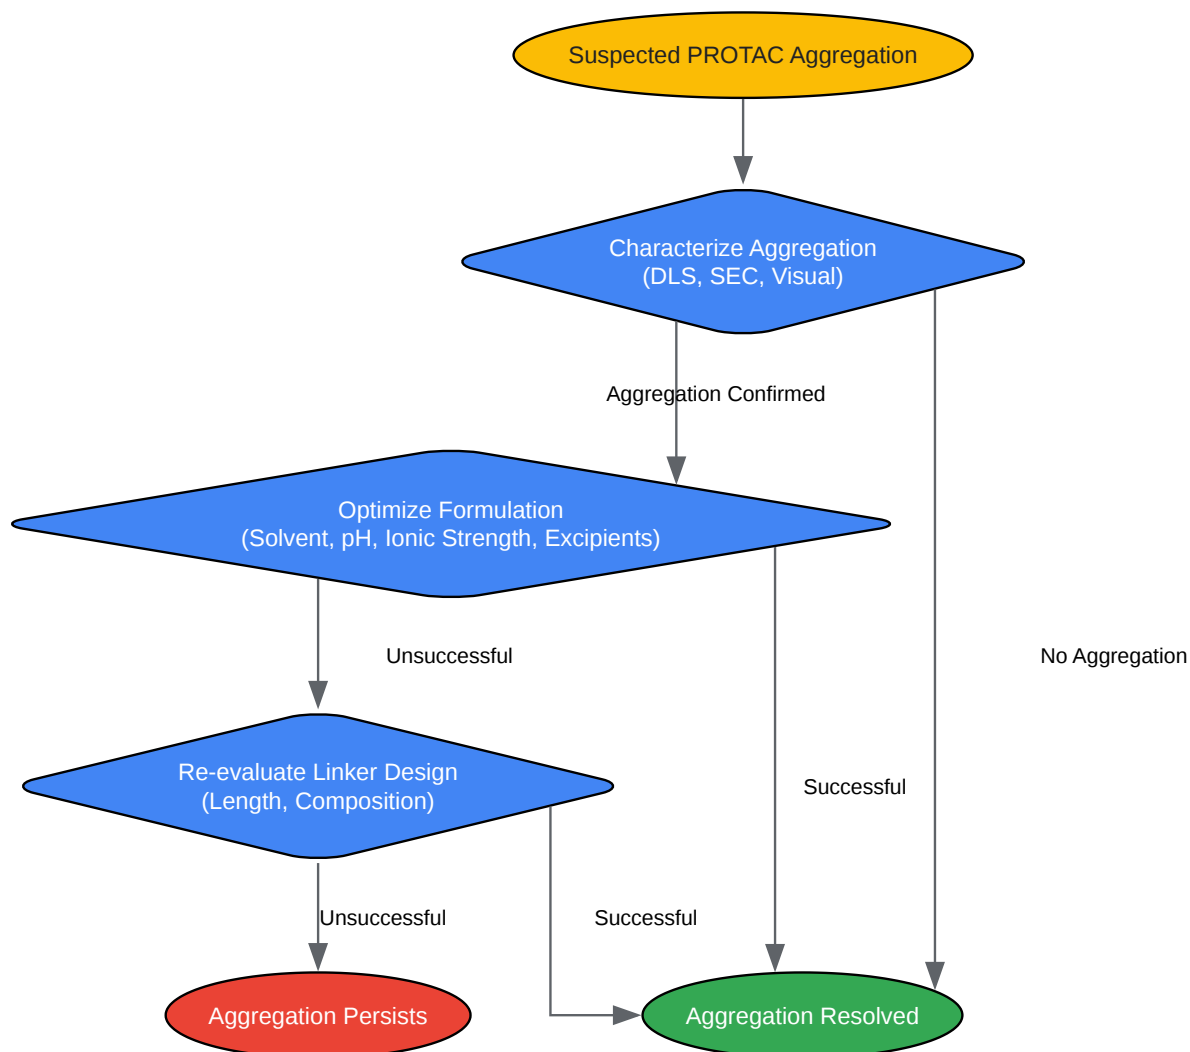 Suspected PROTAC Aggregation
Characterize Aggregation
(DLS, SEC, Visual)
Aggregation Confirmed
Optimize Formulation
(Solvent, pH, Ionic Strength, Excipients)
Unsuccessful
No Aggregation
Re-evaluate Linker Design
(Length, Composition)
Successful
Unsuccessful
Successful
Aggregation Persists
Aggregation Resolved